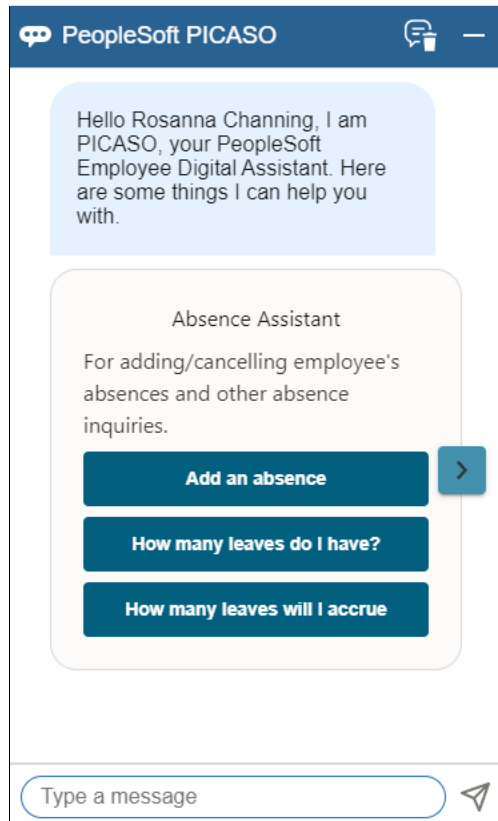 PeopleSoft PICASO
Hello Rosanna Channing, I am
PICASO, your PeopleSoft
Employee Digital Assistant. Here
are some things I can help you
with.
Absence Assistant
For adding/cancelling employee's
absences and other absence
inquiries.
Add an absence
How many leaves do I have?
How many leaves will I accrue
Type a message